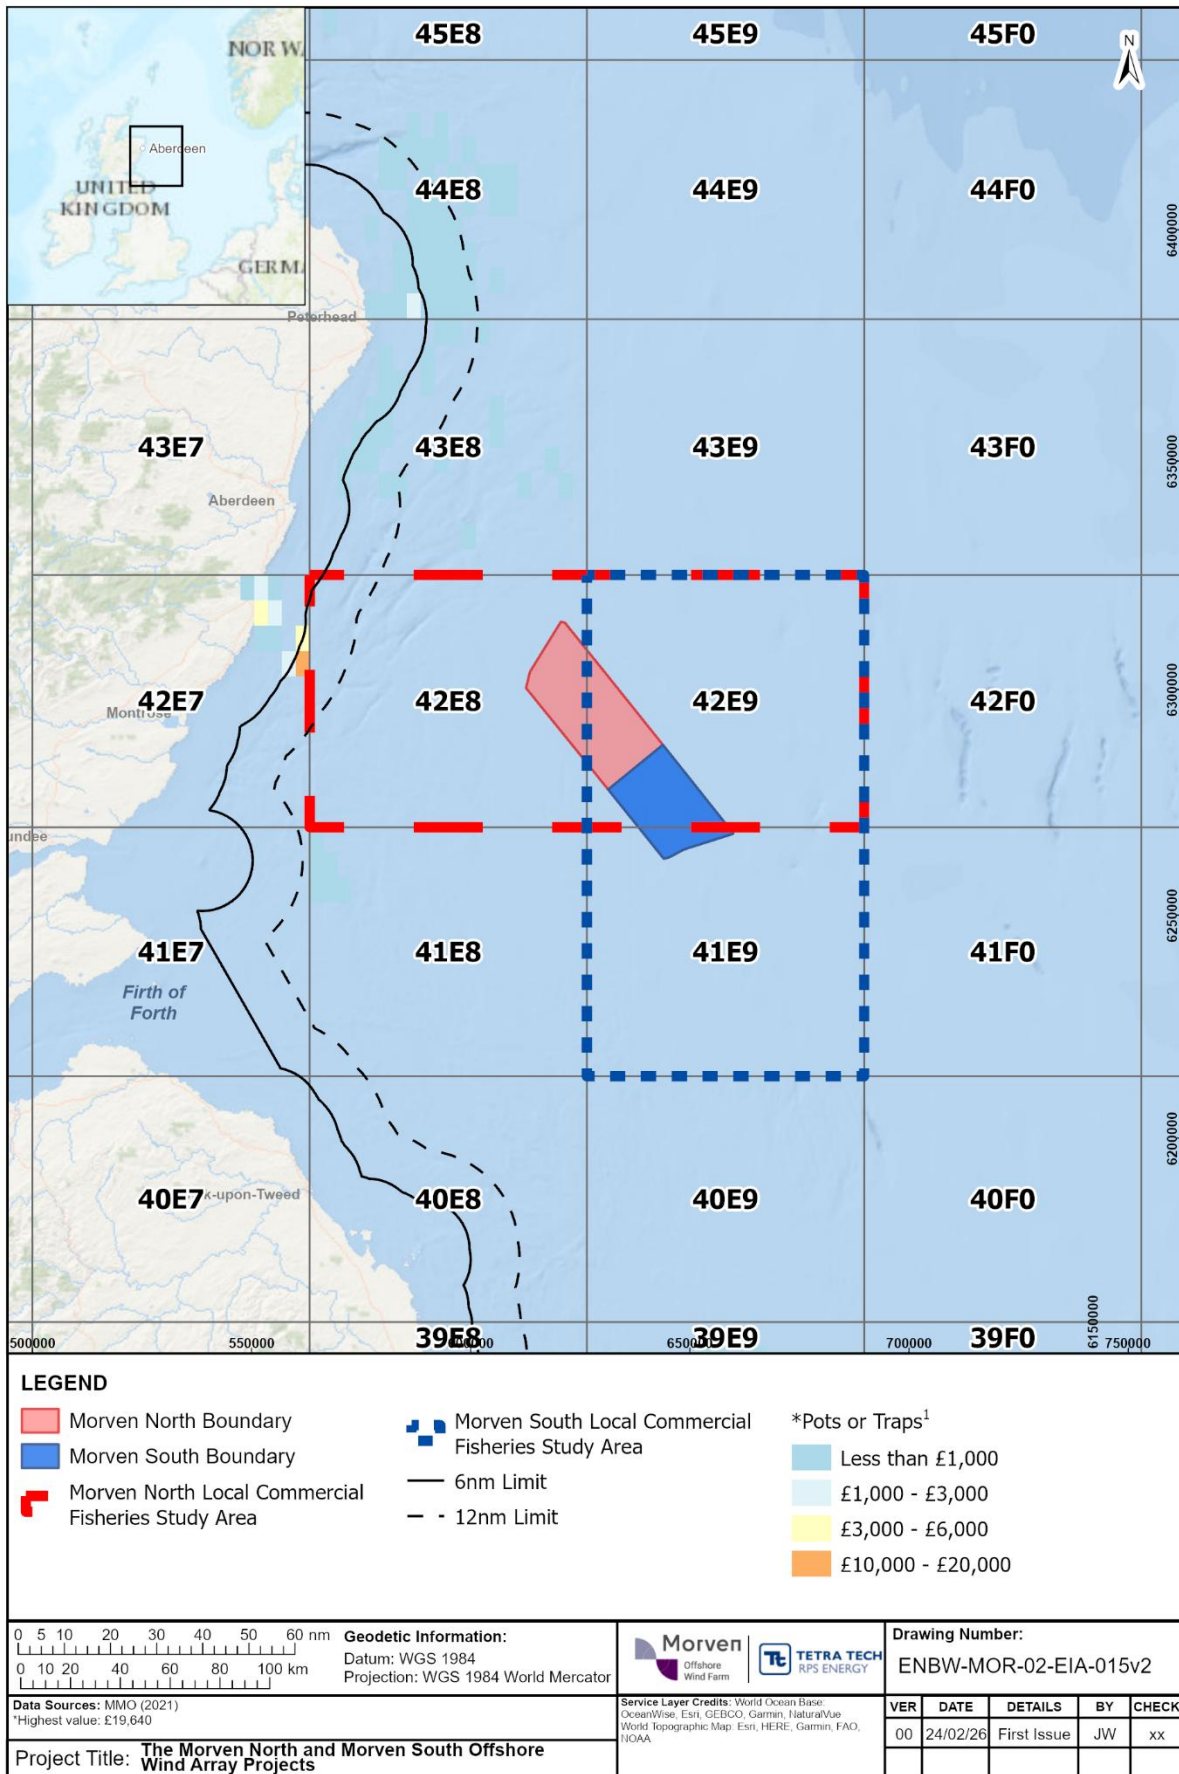 45E8
45E9
45F0
N
NOR W
Aberdeen
UNITED
KINGDOM
GERM
44E8
44E9
44F0
6400000
Peterhead
43E7
43E8
43E9
43F0
6350000
Aberdeen
42E7
42E8
42E9
42F0
6300000
Montrose
undee
41E7
41E8
41E9
41F0
6250000
Firth of
Forth
6200000
40E7
k-upon-Tweed
40E8
40E9
40F0
6150000
500000
550000
39E8
39E9
700000
39F0
750000
LEGEND
Morven North Boundary
Morven South Boundary
Morven North Local Commercial
Fisheries Study Area
Morven South Local Commercial
Fisheries Study Area
6nm Limit
12nm Limit
*Pots or Traps1
Less than £1,000
£1,000 - £3,000
£3,000 - £6,000
£10,000 - £20,000
0 5 10 20 30 40 50 60 nm
0 10 20 40 60 80 100 km
Geodetic Information:
Datum: WGS 1984
Projection: WGS 1984 World Mercator
Morven
Offshore
Wind Farm
Tt
TETRA TECH
RPS ENERGY
Drawing Number:
ENBW-MOR-02-EIA-015v2
Data Sources: MMO (2021)
*Highest value: £19,640
Service Layer Credits: World Ocean Base:
OceanWise, Esri, GEBCO, Garmin, NaturalVue
World Topographic Map: Esri, HERE, Garmin, FAO,
NOAA
VER DATE DETAILS BY CHECK
00 24/02/26 First Issue JW xx
Project Title: The Morven North and Morven South Offshore
Wind Array Projects